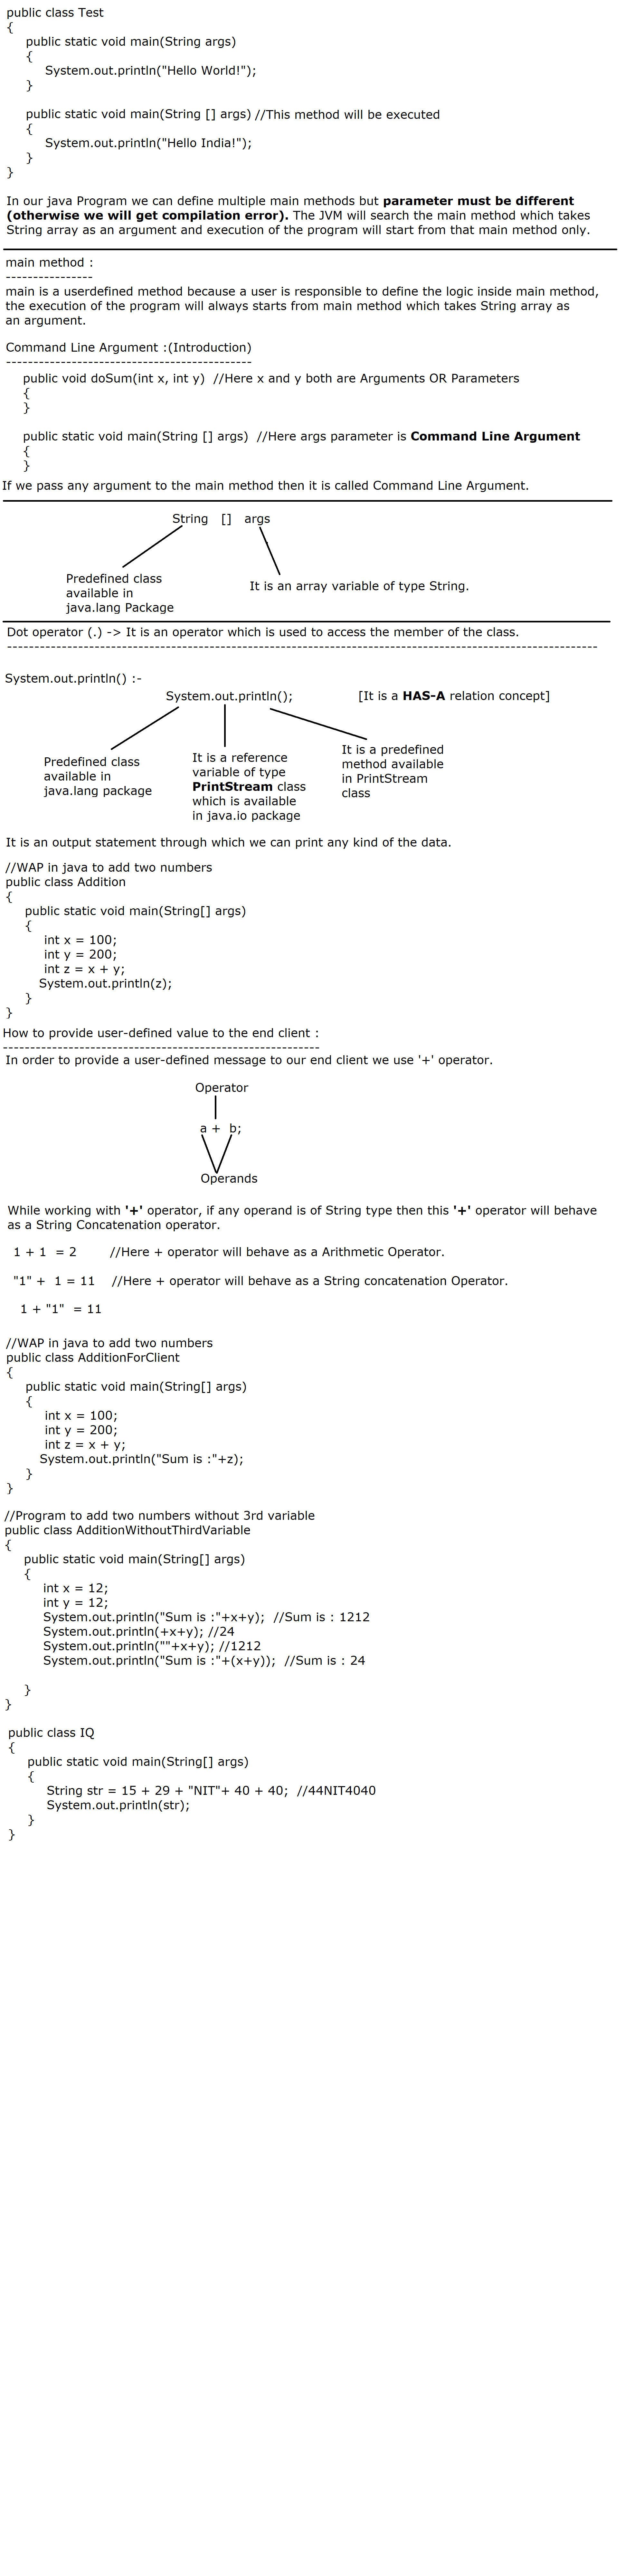 public class Test
{
public static void main(String args)
{
System.out.println("Hello World!");
}
public static void main(String [] args) //This method will be executed
{
System.out.println("Hello India!");
}
}
In our java Program we can define multiple main methods but parameter must be different
(otherwise we will get compilation error). The JVM will search the main method which takes
String array as an argument and execution of the program will start from that main method only.
main method :
----------------
main is a userdefined method because a user is responsible to define the logic inside main method,
the execution of the program will always starts from main method which takes String array as
an argument.
Command Line Argument :(Introduction)
---------------------------------------------
public void doSum(int x, int y) //Here x and y both are Arguments OR Parameters
{
}
public static void main(String [] args) //Here args parameter is Command Line Argument
{
}
If we pass any argument to the main method then it is called Command Line Argument.
String [] args
Predefined class
available in
java.lang Package
It is an array variable of type String.
Dot operator (.) -> It is an operator which is used to access the member of the class.
-----------------------------------------------------------------------------------------------------------
System.out.println() :-
System.out.println(); [It is a HAS-A relation concept]
Predefined class
available in
java.lang package
It is a reference
variable of type
PrintStream class
which is available
in java.io package
It is a predefined
method available
in PrintStream
class
It is an output statement through which we can print any kind of the data.
//WAP in java to add two numbers
public class Addition
{
public static void main(String[] args)
{
int x = 100;
int y = 200;
int z = x + y;
System.out.println(z);
}
}
How to provide user-defined value to the end client :
----------------------------------------------------------
In order to provide a user-defined message to our end client we use '+' operator.
Operator
a + b;
Operands
While working with '+' operator, if any operand is of String type then this '+' operator will behave
as a String Concatenation operator.
1 + 1 = 2 //Here + operator will behave as a Arithmetic Operator.
"1" + 1 = 11 //Here + operator will behave as a String concatenation Operator.
1 + "1" = 11
//WAP in java to add two numbers
public class AdditionForClient
{
public static void main(String[] args)
{
int x = 100;
int y = 200;
int z = x + y;
System.out.println("Sum is :"+z);
}
}
//Program to add two numbers without 3rd variable
public class AdditionWithoutThirdVariable
{
public static void main(String[] args)
{
int x = 12;
int y = 12;
System.out.println("Sum is :"+x+y); //Sum is : 1212
System.out.println(+x+y); //24
System.out.println(""+x+y); //1212
System.out.println("Sum is :"+(x+y)); //Sum is : 24
}
}
public class IQ
{
public static void main(String[] args)
{
String str = 15 + 29 + "NIT"+ 40 + 40; //44NIT4040
System.out.println(str);
}
}